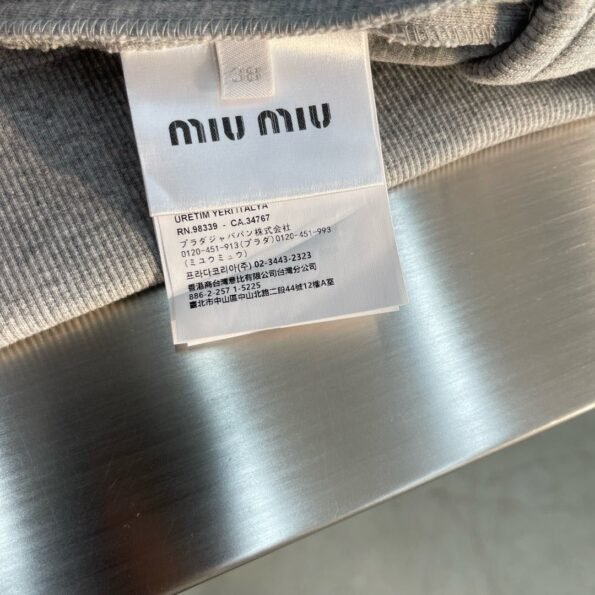 38
miu miu
URETIM YERI ITALYA
RN.98339 - CA.34767
プラダジャパン株式会社
0120-451-913(プラダ)0120-451-993
(ミュウミュウ)
프라다코리아(주) 02-3443-2323
香港商台灣普比有限公司台灣分公司
886-2-257 1-5225
臺北市中山區中山北路二段44號12樓A室